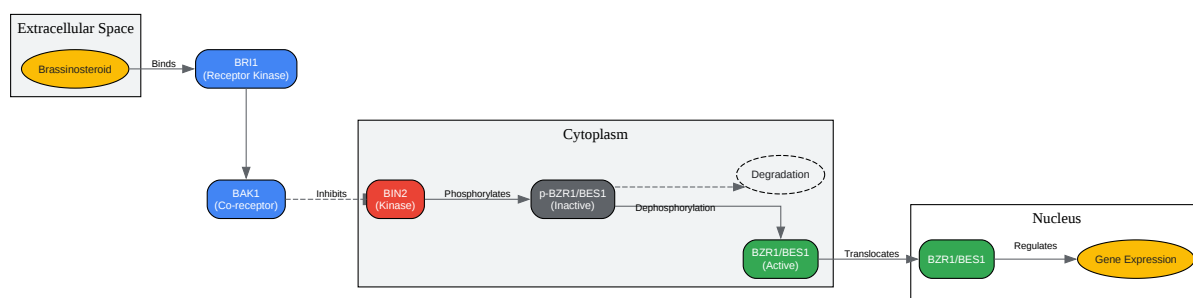 Extracellular Space
Brassinosteroid
Binds
BRI1
(Receptor Kinase)
BAK1
(Co-receptor)
Inhibits
Cytoplasm
BIN2
(Kinase)
Phosphorylates
p-BZR1/BES1
(Inactive)
Degradation
Dephosphorylation
BZR1/BES1
(Active)
Translocates
Nucleus
BZR1/BES1
Regulates
Gene Expression